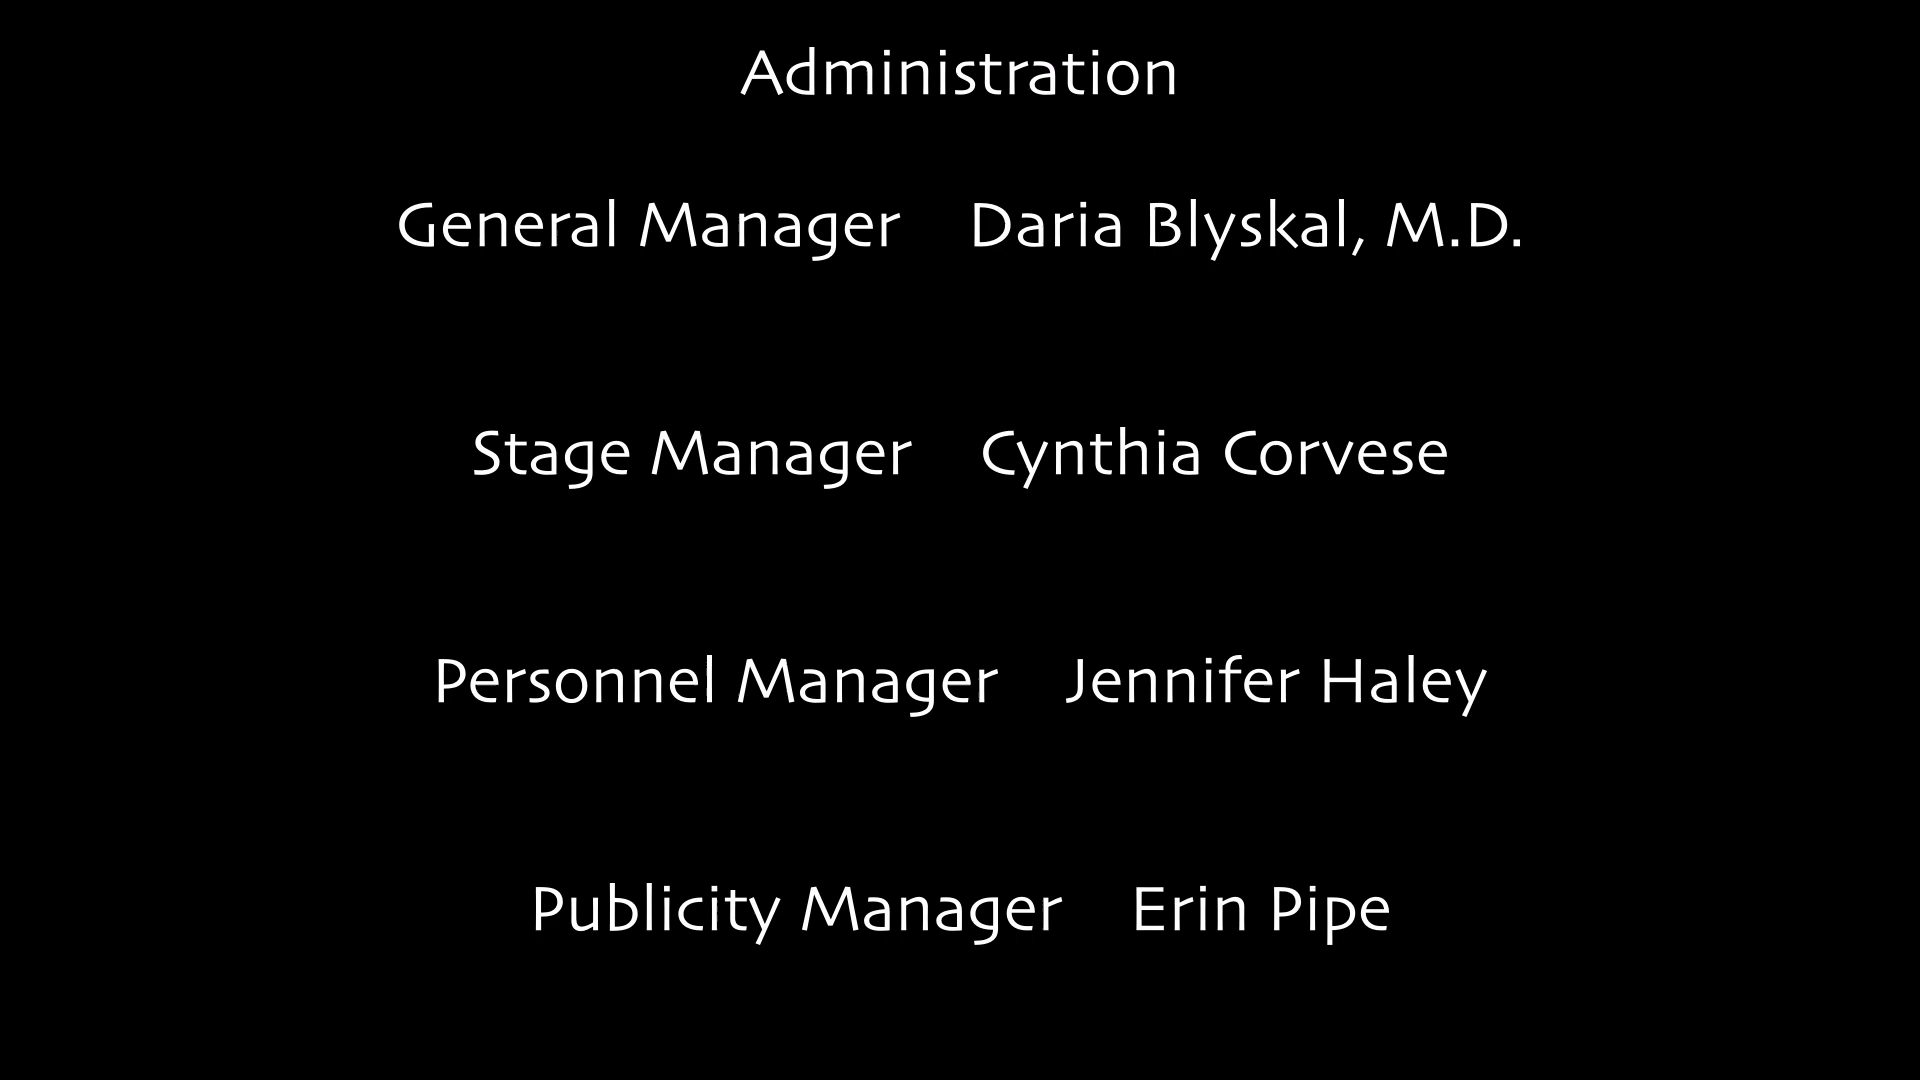 Administration
General Manager Daria Blyskal, M.D.
Stage Manager Cynthia Corvese
Personnel Manager Jennifer Haley
Publicity Manager Erin Pipe